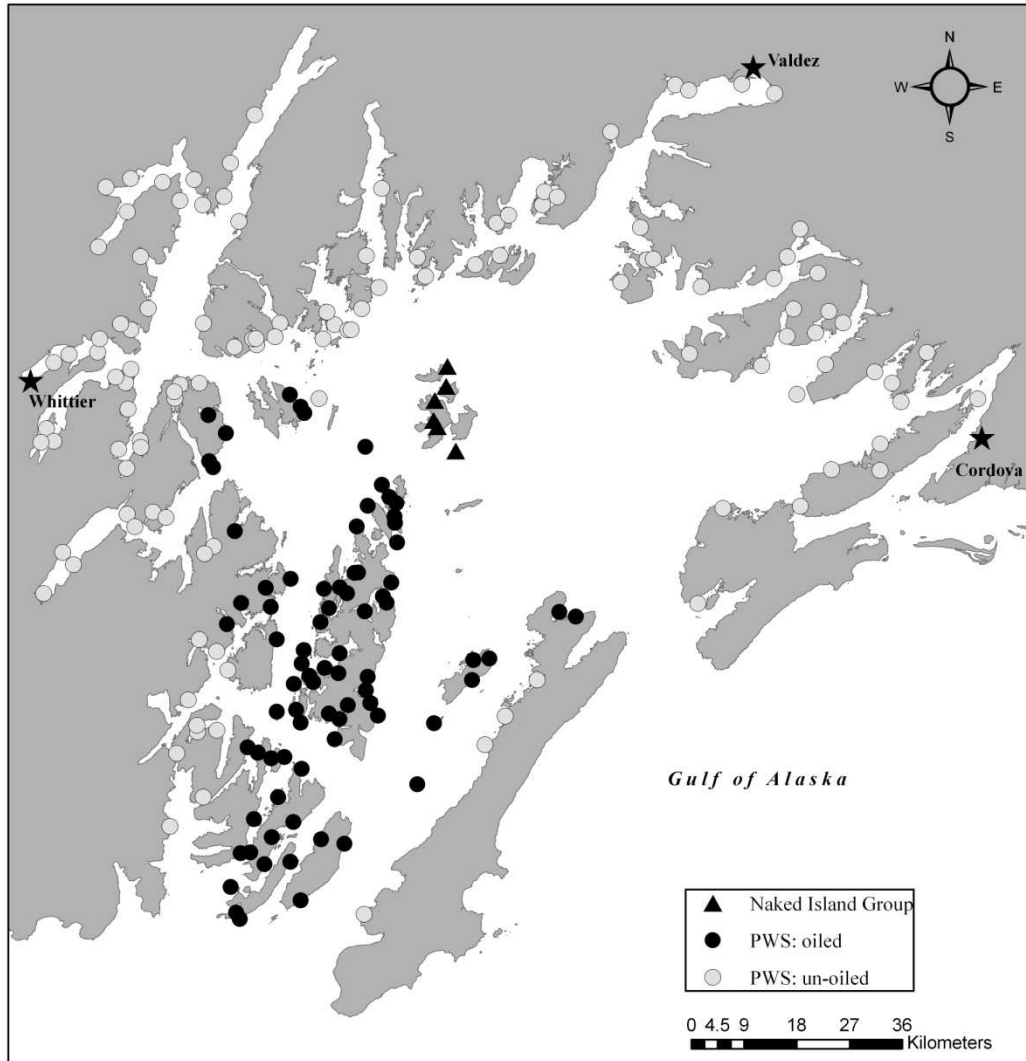 Valdez
N
W E
S
Whittier
Cordova
Gulf of Alaska
Naked Island Group
PWS: oiled
PWS: un-oiled
0 4.5 9 18 27 36
Kilometers